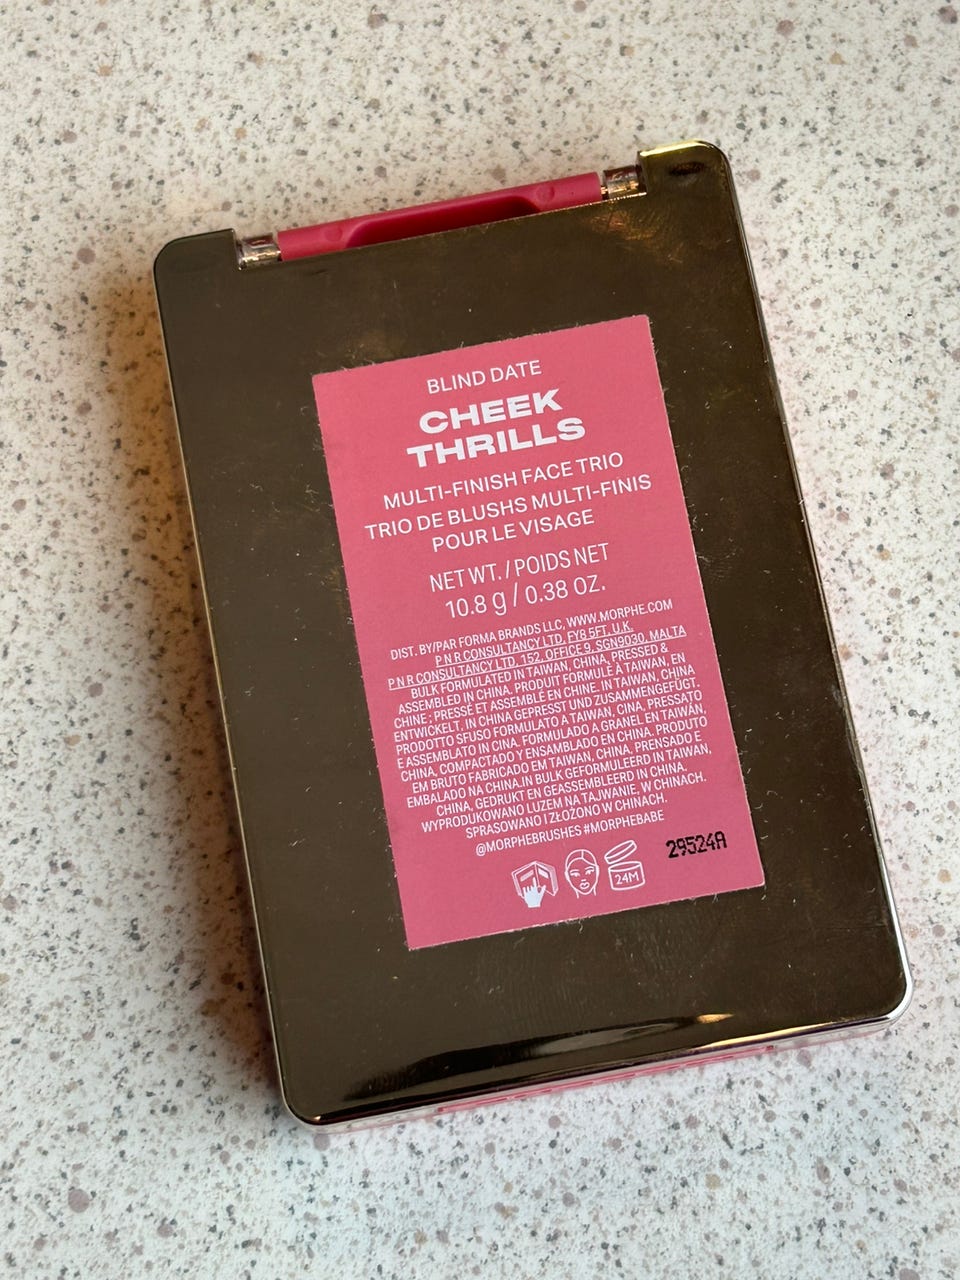 BLIND DATE
CHEEK
THRILLS
MULTI-FINISH FACE TRIO
TRIO DE BLUSHS MULTI-FINIS
POUR LE VISAGE
NET WT. / POIDS NET
10.8 g / 0.38 OZ.
DIST. BY/PAR FORMA BRANDS LLC, WWW.MORPHE.COM
P N R CONSULTANCY LTD, FY8 5FT, U.K.
P N R CONSULTANCY LTD, 152, OFFICE 9, SGN9030, MALTA
BULK FORMULATED IN TAIWAN, CHINA, PRESSED &
ASSEMBLED IN CHINA. PRODUIT FORMULÉ À TAIWAN, EN
CHINE ; PRESSÉ ET ASSEMBLÉ EN CHINE. IN TAIWAN, CHINA
ENTWICKELT, IN CHINA GEPRESST UND ZUSAMMENGEFÜGT.
PRODOTTO SFUSO FORMULATO A TAIWAN, CINA, PRESSATO
E ASSEMBLATO IN CINA. FORMULADO A GRANEL EN TAIWÁN,
CHINA, COMPACTADO Y ENSAMBLADO EN CHINA. PRODUTO
EM BRUTO FABRICADO EM TAIWAN, CHINA, PRENSADO E
EMBALADO NA CHINA.IN BULK GEFORMULEERD IN TAIWAN,
CHINA, GEDRUKT EN GEASSEMBLEERD IN CHINA.
WYPRODUKOWANO LUZEM NA TAJWANIE, W CHINACH.
SPRASOWANO I ZŁOŻONO W CHINACH.
@MORPHEBRUSHES #MORPHEBABE
29524A
24M